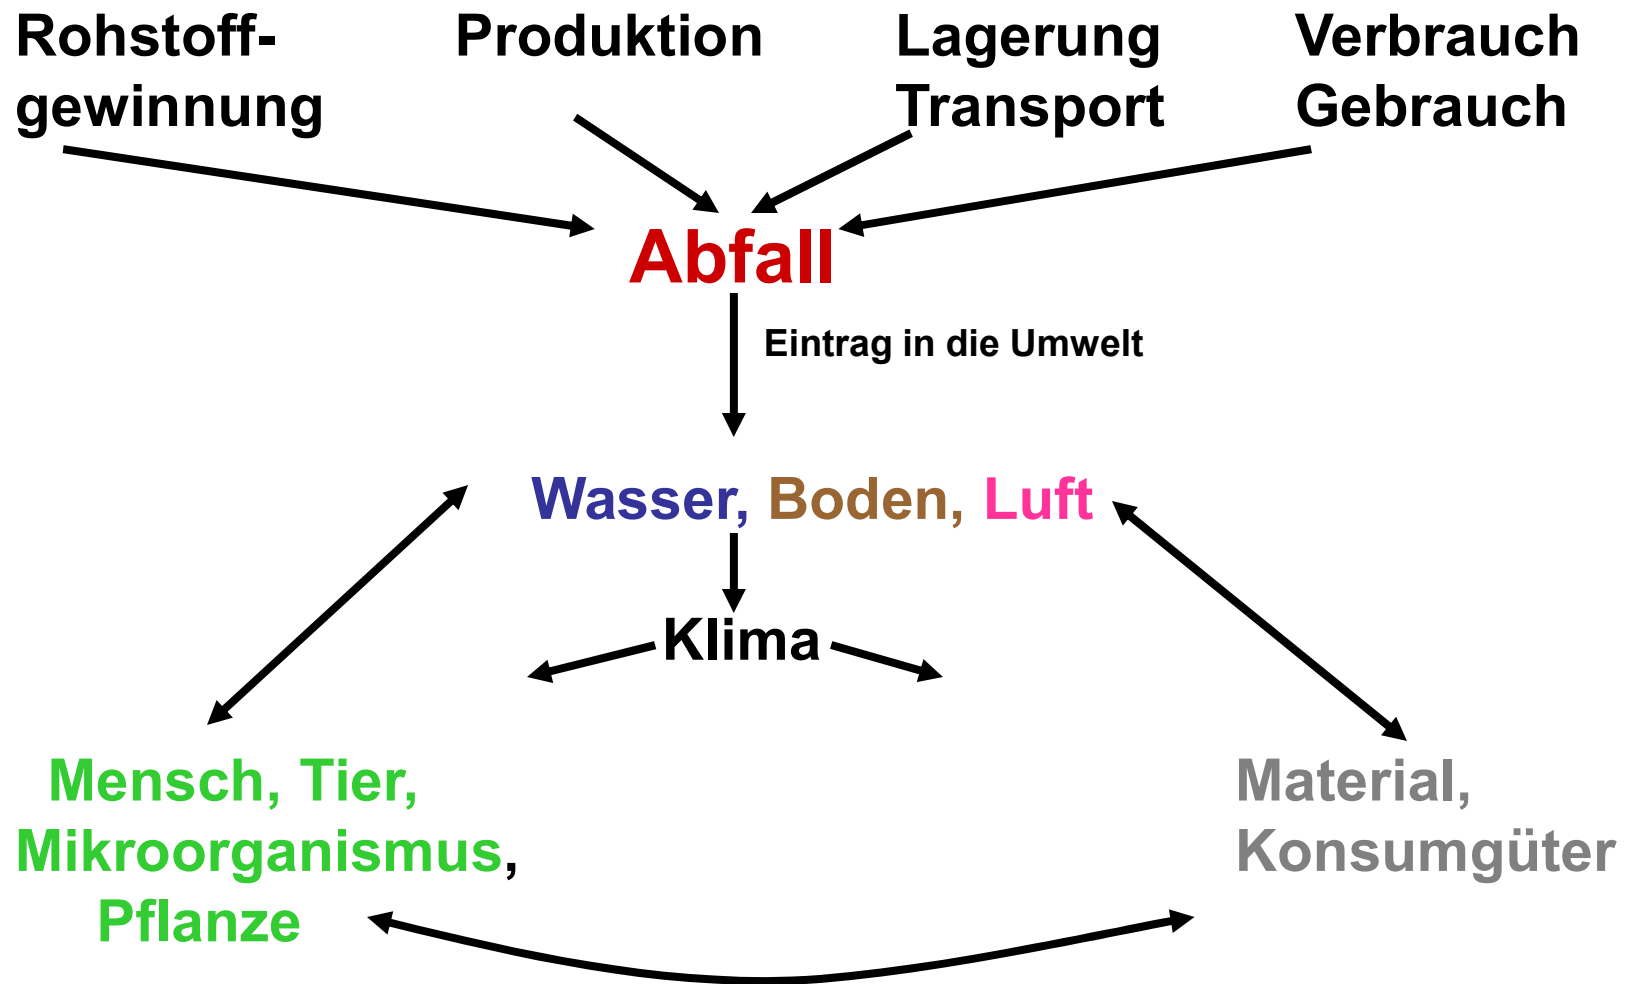 Rohstoff-
gewinnung
Produktion
Lagerung
Transport
Verbrauch
Gebrauch
Abfall
Eintrag in die Umwelt
Wasser, Boden, Luft
Klima
Mensch, Tier,
Mikroorganismus,
Pflanze
Material,
Konsumgüter